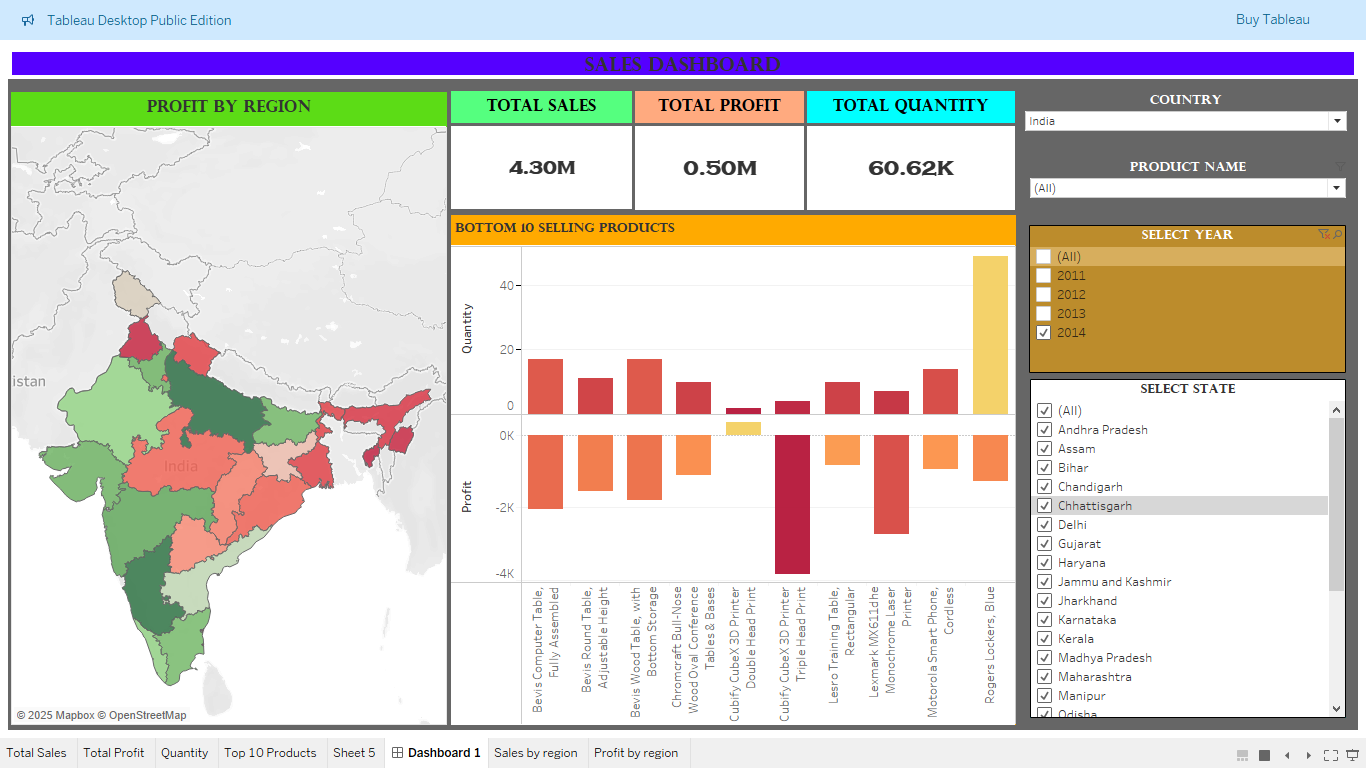 Tableau Desktop Public Edition
Buy Tableau
SALES DASHBOARD
PROFIT BY REGION
TOTAL SALES
TOTAL PROFIT
TOTAL QUANTITY
4.30M
0.50M
60.62K
COUNTRY
India
PRODUCT NAME
(All)
SELECT YEAR
(All)
2011
2012
2013
2014
SELECT STATE
(All)
Andhra Pradesh
Assam
Bihar
Chandigarh
Chhattisgarh
Delhi
Gujarat
Haryana
Jammu and Kashmir
Jharkhand
Karnataka
Kerala
Madhya Pradesh
Maharashtra
Manipur
Odisha
istan
India
© 2025 Mapbox © OpenStreetMap
BOTTOM 10 SELLING PRODUCTS
Quantity
40
20
0
Profit
0K
-2K
-4K
Bevis Computer Table,
Fully Assembled
Bevis Round Table,
Adjustable Height
Bevis Wood Table, with
Bottom Storage
Chromcraft Bull-Nose
Wood Oval Conference
Tables & Bases
Cubify CubeX 3D Printer
Double Head Print
Cubify CubeX 3D Printer
Triple Head Print
Lesro Training Table,
Rectangular
Lexmark MX611dhe
Monochrome Laser
Printer
Motorola Smart Phone,
Cordless
Rogers Lockers, Blue
Total Sales
Total Profit
Quantity
Top 10 Products
Sheet 5
Dashboard 1
Sales by region
Profit by region